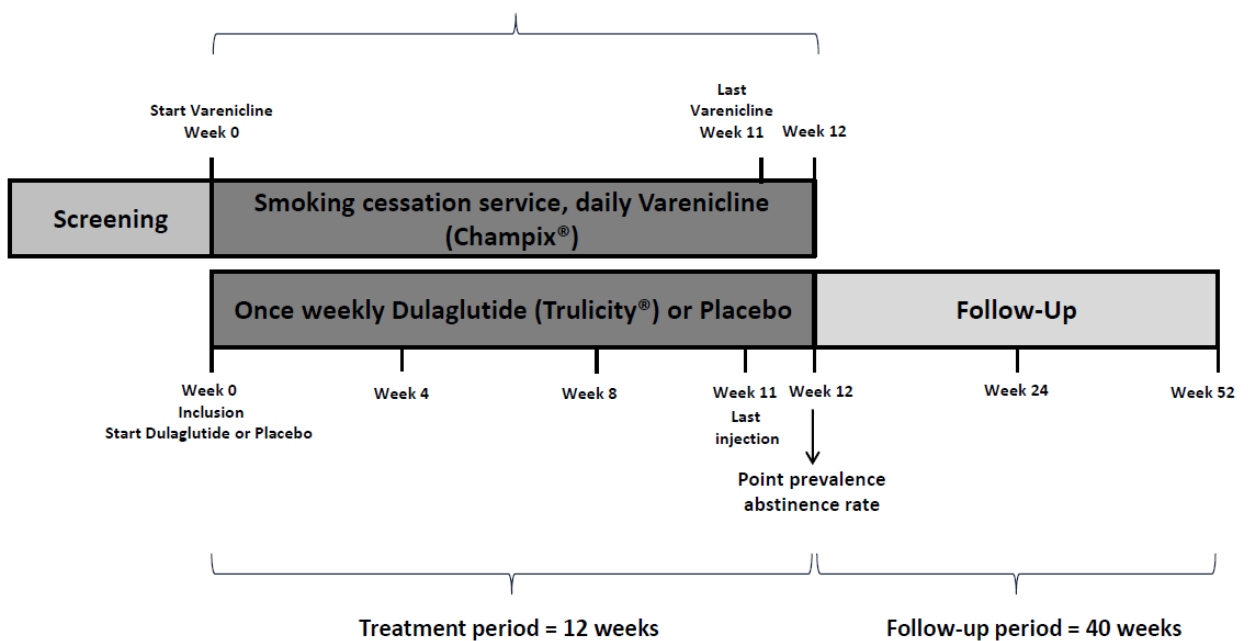 Start Varenicline
Week 0
Last
Varenicline
Week 11
Week 12
Screening
Smoking cessation service, daily Varenicline
(Champix®)
Once weekly Dulaglutide (Trulicity®) or Placebo
Follow-Up
Week 0
Inclusion
Start Dulaglutide or Placebo
Week 4
Week 8
Week 11
Last
injection
Week 12
Week 24
Week 52
Point prevalence
abstinence rate
Treatment period = 12 weeks
Follow-up period = 40 weeks